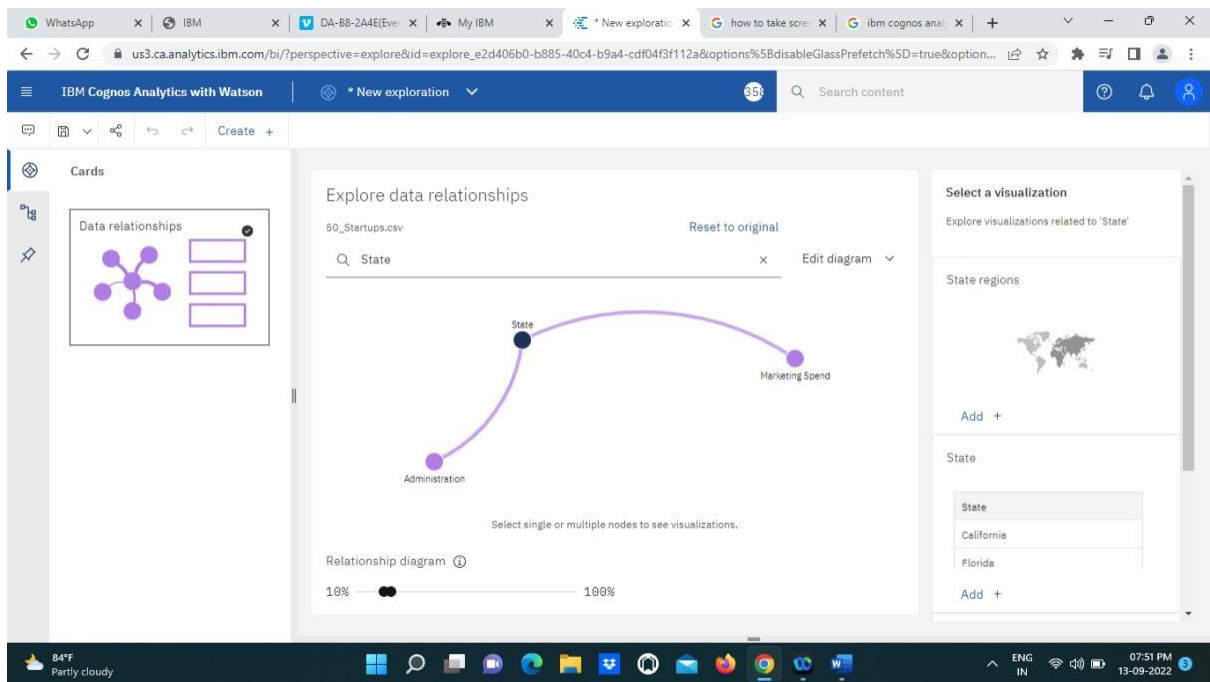 WhatsApp
IBM
DA-B8-2A4E(Even
My IBM
* New exploratio
how to take scree
ibm cognos anal
us3.ca.analytics.ibm.com/bi/?perspective=explore&id=explore_e2d406b0-b885-40c4-b9a4-cdf04f3f112a&options%5BdisableGlassPrefetch%5D=true&option...
IBM Cognos Analytics with Watson
* New exploration
Search content
Create +
Cards
Data relationships
Explore data relationships
50_Startups.csv
Reset to original
State
Edit diagram
State
Marketing Spend
Administration
Select single or multiple nodes to see visualizations.
Relationship diagram
10%
100%
Select a visualization
Explore visualizations related to 'State'
State regions
Add +
State
State
California
Florida
Add +
84°F
Partly cloudy
ENG
IN
07:51 PM
13-09-2022
3